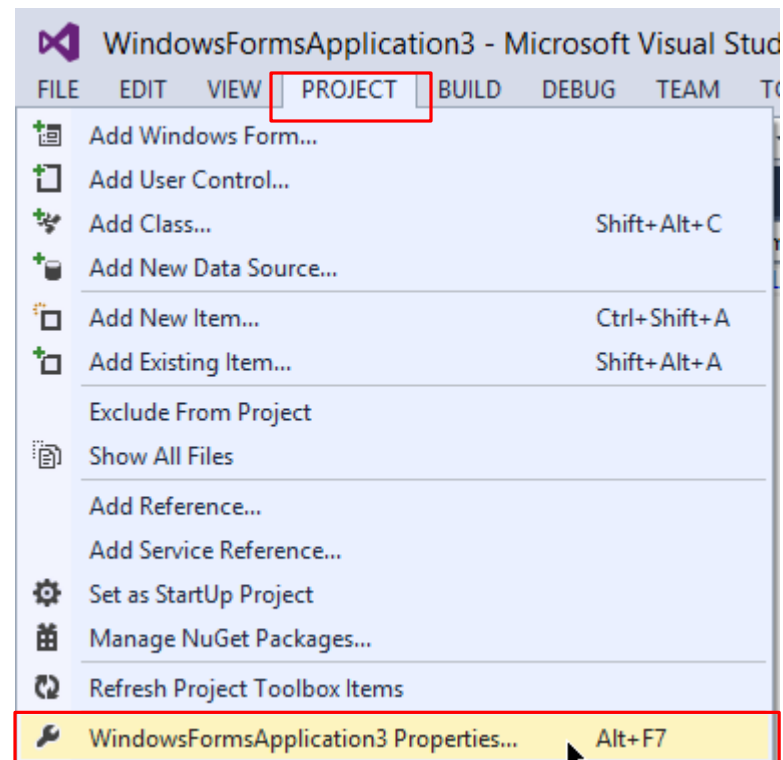 WindowsFormsApplication3 - Microsoft Visual Stud
FILE EDIT VIEW PROJECT BUILD DEBUG TEAM
Add Windows Form...
Add User Control...
Add Class... Shift+Alt+C
Add New Data Source...
Add New Item... Ctrl+Shift+A
Add Existing Item... Shift+Alt+A
Exclude From Project
Show All Files
Add Reference...
Add Service Reference...
Set as StartUp Project
Manage NuGet Packages...
Refresh Project Toolbox Items
WindowsFormsApplication3 Properties... Alt+F7